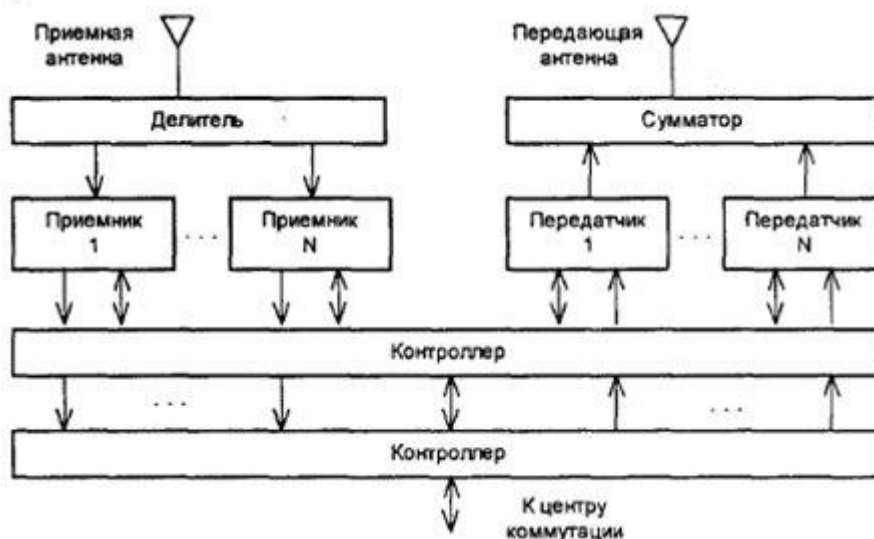 Приемная
антенна
Передающая
антенна
Делитель
Сумматор
Приемник
1
. . .
Приемник
N
Передатчик
1
. . .
Передатчик
N
Контроллер
. . .
. . .
Контроллер
К центру
коммутации